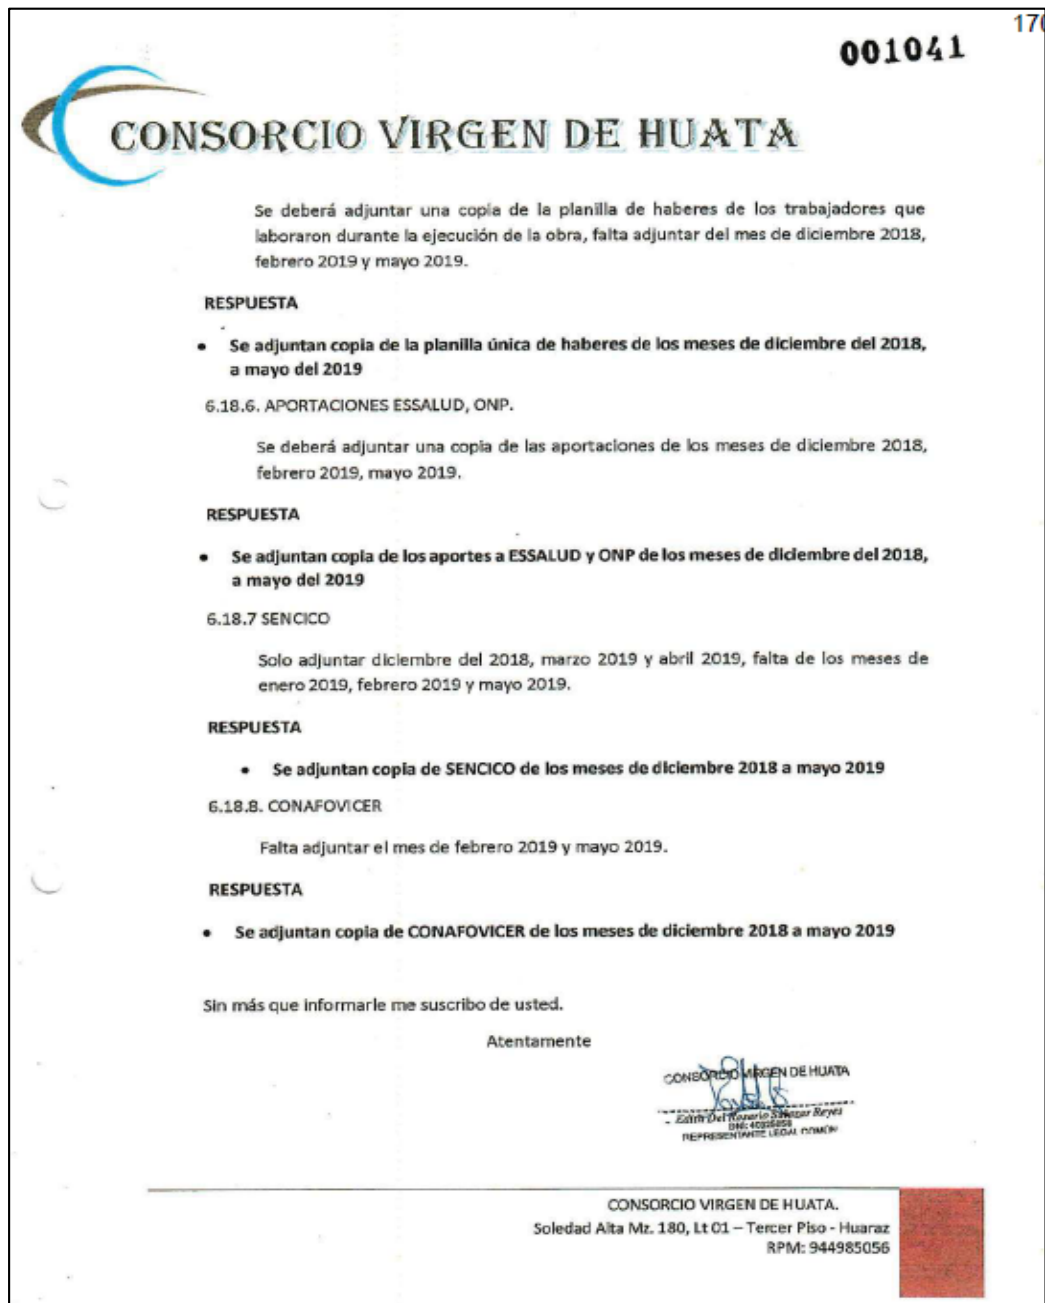 170
001041
CONSORCIO VIRGEN DE HUATA
Se deberá adjuntar una copia de la planilla de haberes de los trabajadores que
laboraron durante la ejecución de la obra, falta adjuntar del mes de diciembre 2018,
febrero 2019 y mayo 2019.
RESPUESTA
• Se adjuntan copia de la planilla única de haberes de los meses de diciembre del 2018,
a mayo del 2019
6.18.6. APORTACIONES ESSALUD, ONP.
Se deberá adjuntar una copia de las aportaciones de los meses de diciembre 2018,
febrero 2019, mayo 2019.
RESPUESTA
• Se adjuntan copia de los aportes a ESSALUD y ONP de los meses de diciembre del 2018,
a mayo del 2019
6.18.7 SENCICO
Solo adjuntar diciembre del 2018, marzo 2019 y abril 2019, falta de los meses de
enero 2019, febrero 2019 y mayo 2019.
RESPUESTA
• Se adjuntan copia de SENCICO de los meses de diciembre 2018 a mayo 2019
6.18.8. CONAFOVICER
Falta adjuntar el mes de febrero 2019 y mayo 2019.
RESPUESTA
• Se adjuntan copia de CONAFOVICER de los meses de diciembre 2018 a mayo 2019
Sin más que informarle me suscribo de usted.
Atentamente
CONSORCIO VIRGEN DE HUATA
Edith Del Rosario Salazar Reyes
DNI:
REPRESENTANTE LEGAL COMÚN
CONSORCIO VIRGEN DE HUATA.
Soledad Alta Mz. 180, Lt 01 – Tercer Piso - Huaraz
RPM: 944985056